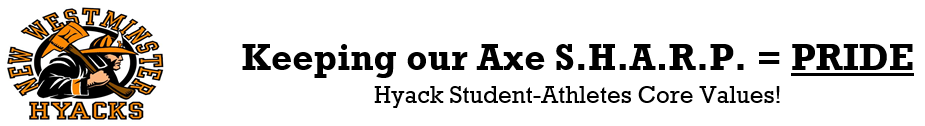 NEW WESTMINSTER
HYACKS
Keeping our Axe S.H.A.R.P. = PRIDE
Hyack Student-Athletes Core Values!